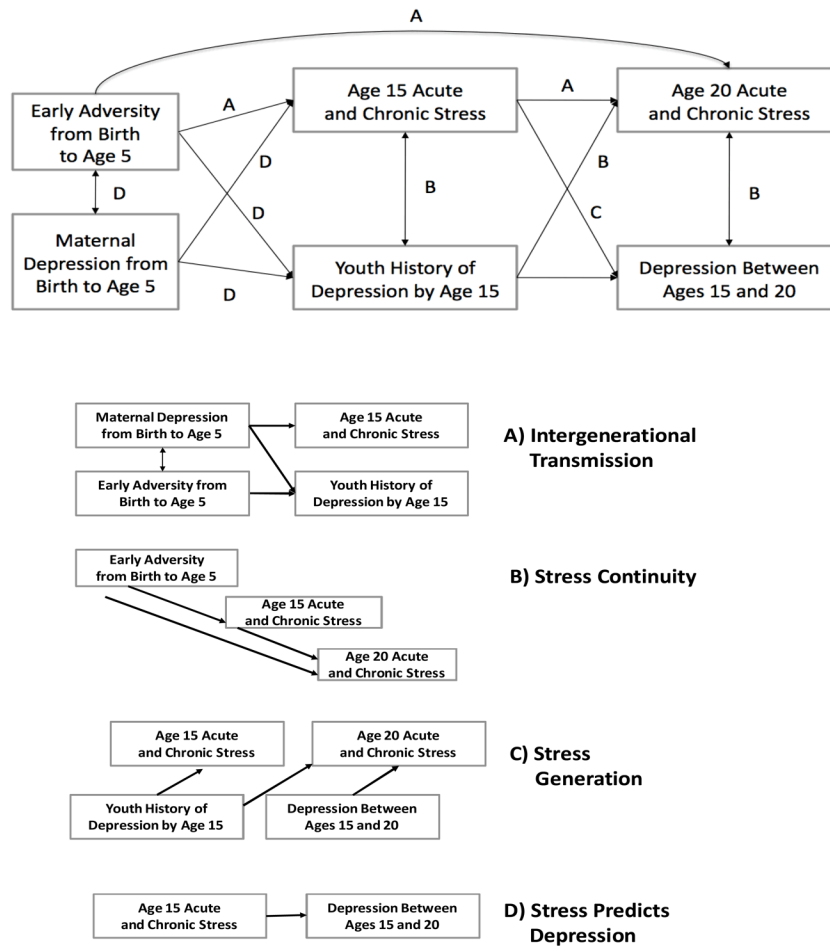 A
Early Adversity
from Birth
to Age 5
A
Age 15 Acute
and Chronic Stress
A
Age 20 Acute
and Chronic Stress
D
D
D
B
B
C
B
Maternal
Depression from
Birth to Age 5
D
Youth History of
Depression by Age 15
Depression Between
Ages 15 and 20
Maternal Depression
from Birth to Age 5
Age 15 Acute
and Chronic Stress
Early Adversity from
Birth to Age 5
Youth History of
Depression by Age 15
A) Intergenerational
Transmission
Early Adversity
from Birth to Age 5
Age 15 Acute
and Chronic Stress
Age 20 Acute
and Chronic Stress
B) Stress Continuity
Age 15 Acute
and Chronic Stress
Age 20 Acute
and Chronic Stress
Youth History of
Depression by Age 15
Depression Between
Ages 15 and 20
C) Stress
Generation
Age 15 Acute
and Chronic Stress
Depression Between
Ages 15 and 20
D) Stress Predicts
Depression